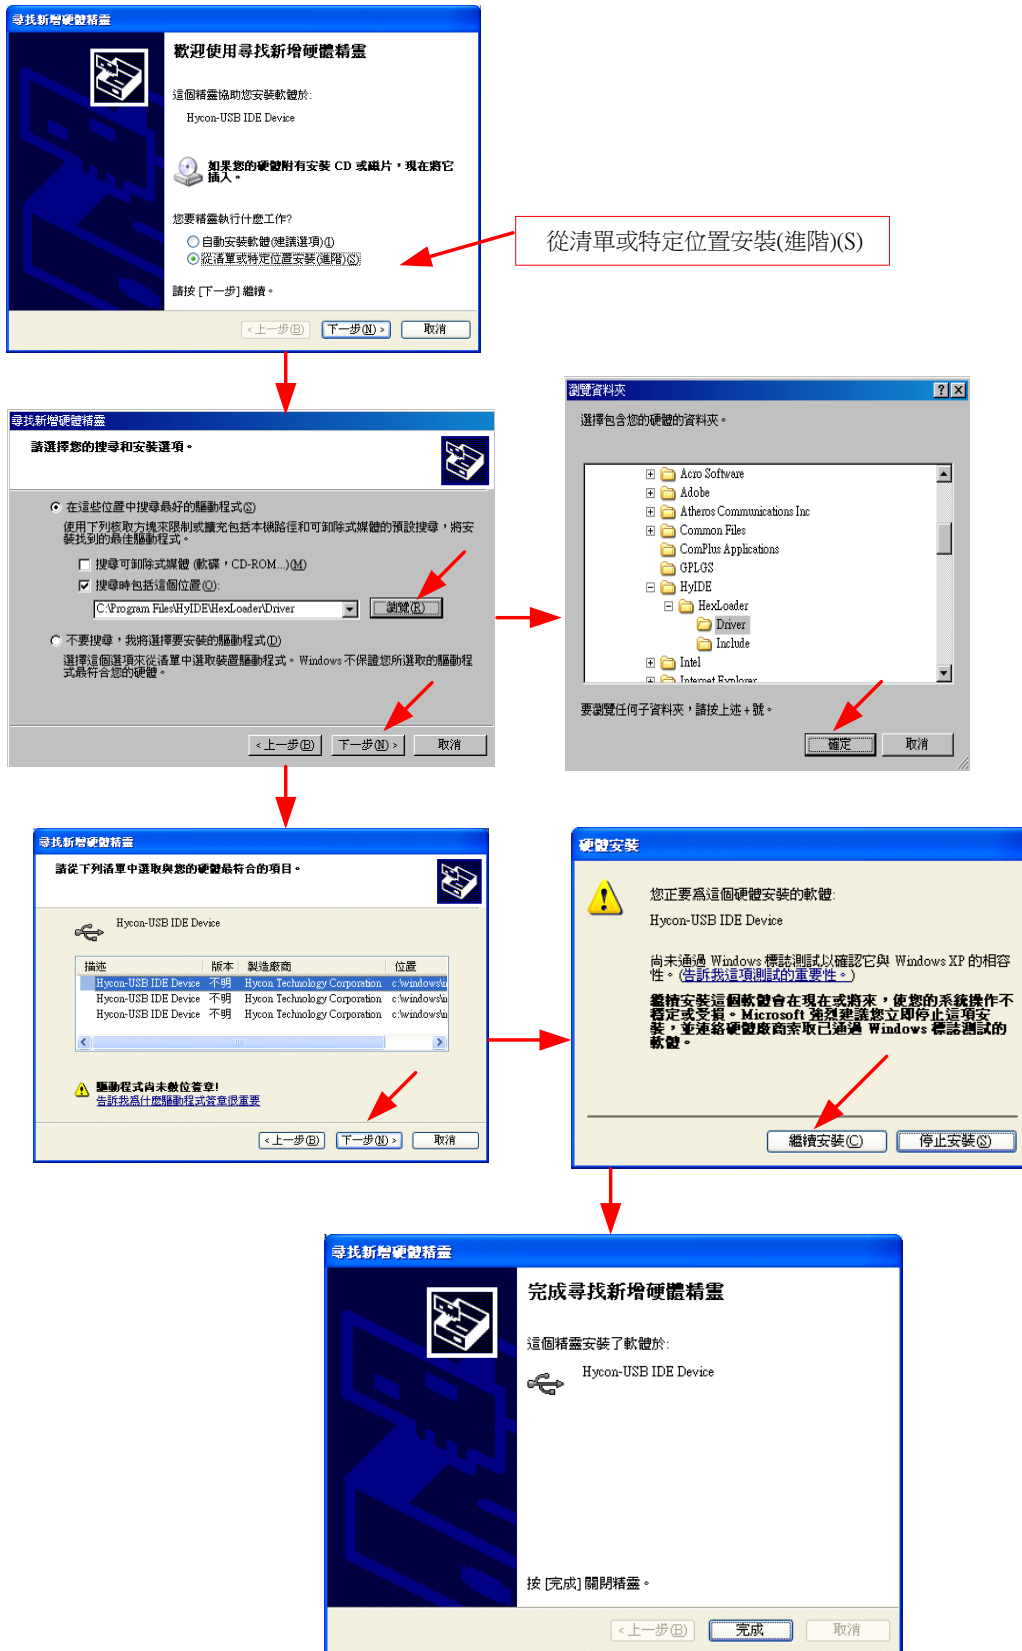 尋找新增硬體精靈
歡迎使用尋找新增硬體精靈
這個精靈協助您安裝軟體於:
Hycon-USB IDE Device
如果您的硬體附有安裝 CD 或磁片，現在將它
插入。
您要精靈執行什麼工作?
自動安裝軟體(建議選項)(I)
從清單或特定位置安裝(進階)(S)
請按 [下一步] 繼續。
<上一步(B) 下一步(N)> 取消
從清單或特定位置安裝(進階)(S)
尋找新增硬體精靈
請選擇您的搜尋和安裝選項。
在這些位置中搜尋最好的驅動程式(S)
使用下列核取方塊來限制或擴充包括本機路徑和可卸除式媒體的預設搜尋，將安
裝找到的最佳驅動程式。
搜尋可卸除式媒體 (軟碟，CD-ROM...)(M)
搜尋時包括這個位置(O):
C:\Program Files\HyIDE\HexLoader\Driver
瀏覽(R)
不要搜尋，我將選擇要安裝的驅動程式(D)
選擇這個選項來從清單中選取裝置驅動程式。Windows 不保證您所選取的驅動程
式最符合您的硬體。
<上一步(B) 下一步(N)> 取消
瀏覽資料夾
選擇包含您的硬體的資料夾。
Acro Software
Adobe
Atheros Communications Inc
Common Files
ComPlus Applications
GPLGS
HyIDE
HexLoader
Driver
Include
Intel
Internet Explorer
要瀏覽任何子資料夾，請按上述 + 號。
確定 取消
尋找新增硬體精靈
請從下列清單中選取與您的硬體最符合的項目。
Hycon-USB IDE Device
描述 版本 製造廠商 位置
Hycon-USB IDE Device 不明 Hycon Technology Corporation c:\windows\in
Hycon-USB IDE Device 不明 Hycon Technology Corporation c:\windows\in
Hycon-USB IDE Device 不明 Hycon Technology Corporation c:\windows\in
驅動程式尚未數位簽章!
告訴我為什麼驅動程式簽章很重要
<上一步(B) 下一步(N)> 取消
硬體安裝
您正要為這個硬體安裝的軟體:
Hycon-USB IDE Device
尚未通過 Windows 標誌測試以確認它與 Windows XP 的相容
性。(告訴我這項測試的重要性。)
繼續安裝這個軟體會在現在或將來，使您的系統操作不
穩定或受損。Microsoft 強烈建議您立即停止這項安
裝，並連絡硬體廠商索取已通過 Windows 標誌測試的
軟體。
繼續安裝(C) 停止安裝(S)
尋找新增硬體精靈
完成尋找新增硬體精靈
這個精靈安裝了軟體於:
Hycon-USB IDE Device
按 [完成] 關閉精靈。
<上一步(B) 完成 取消